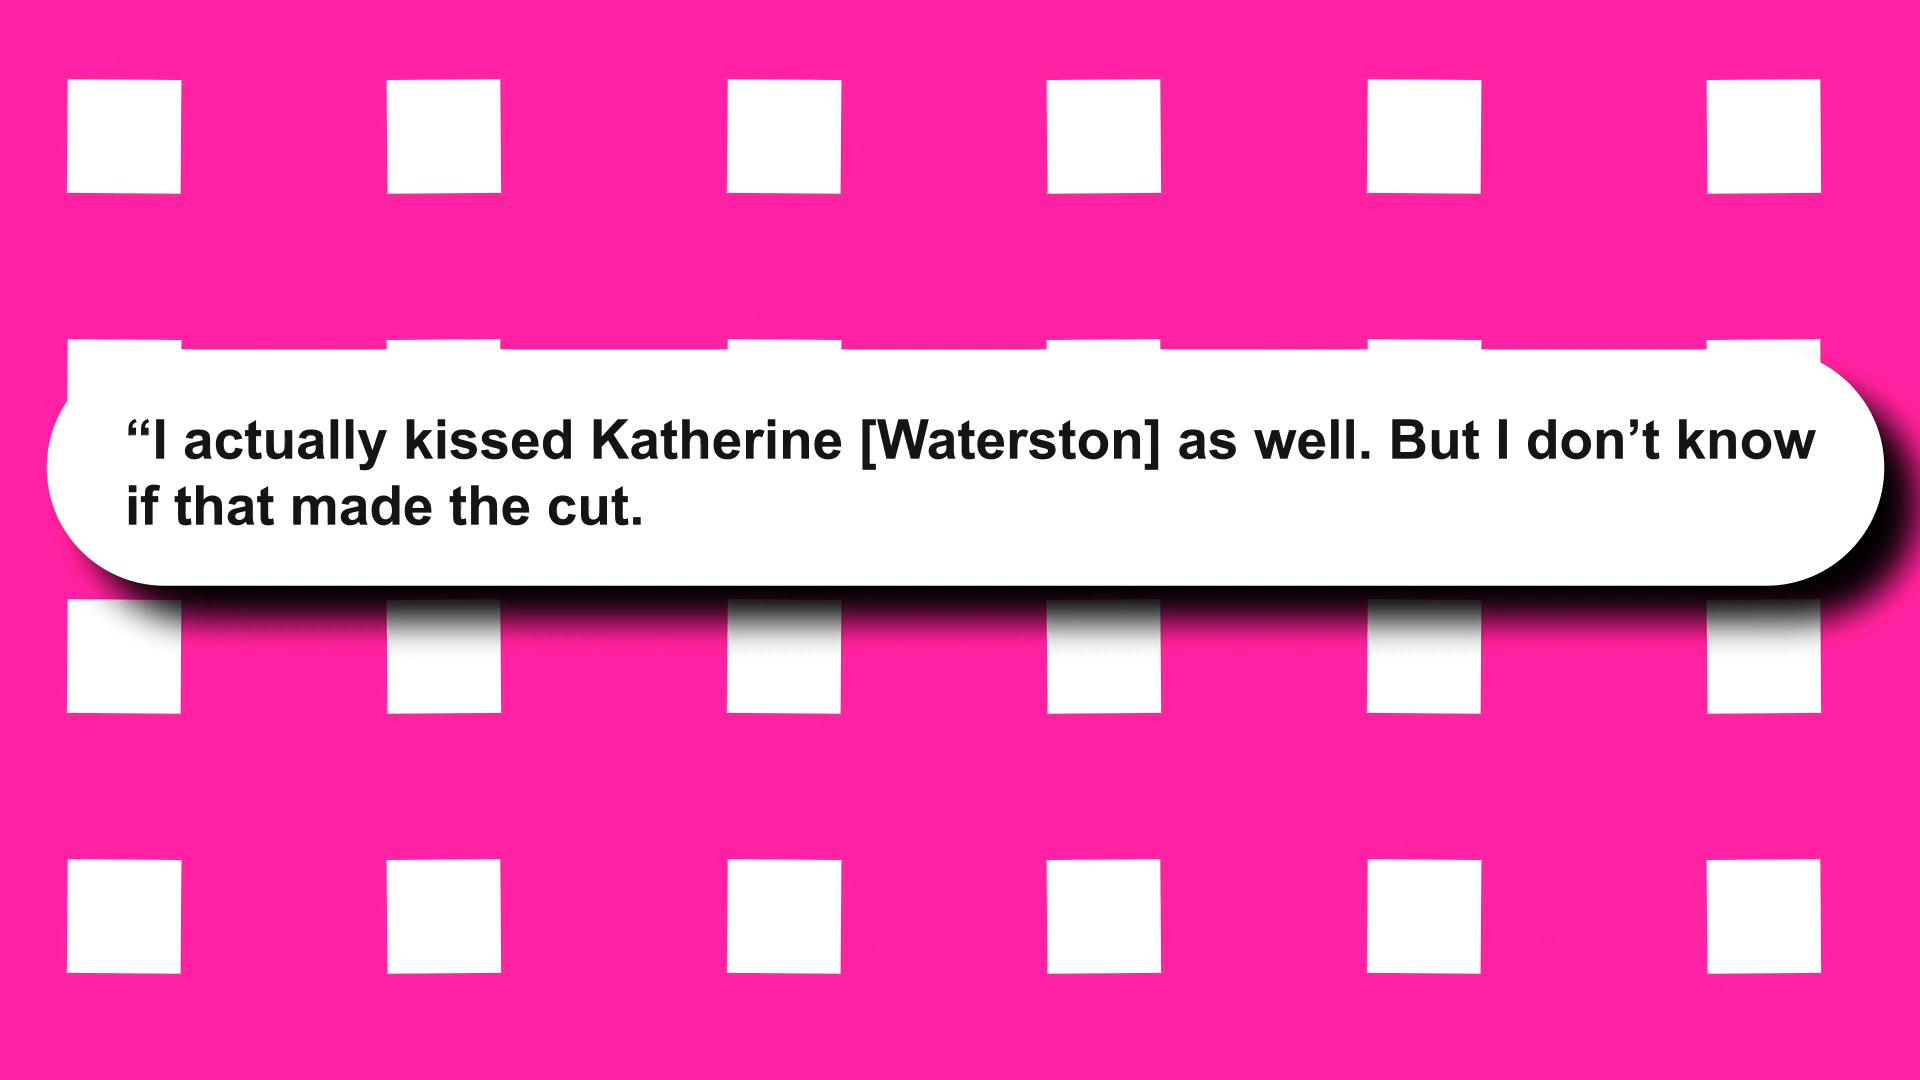 “I actually kissed Katherine [Waterston] as well. But I don’t know
if that made the cut.